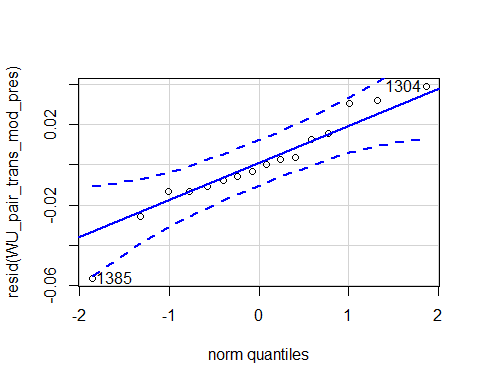 resid(WU_pair_trans_mod_pres)
0.02
-0.02
-0.06
1304
1385
-2 -1 0 1 2
norm quantiles